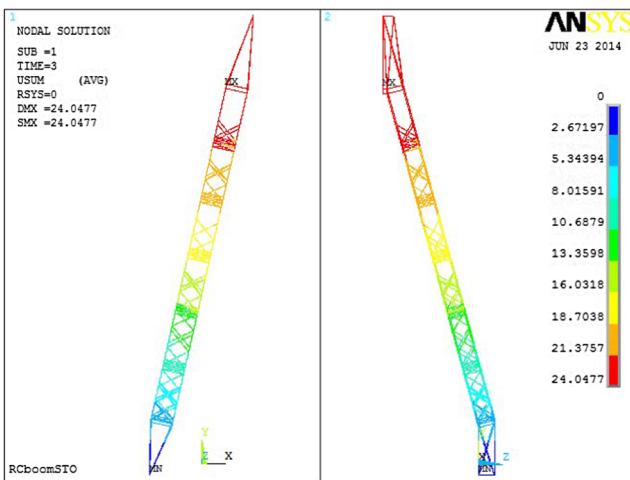 1
NODAL SOLUTION
SUB =1
TIME=3
USUM (AVG)
RSYS=0
DMX =24.0477
SMX =24.0477
MX
Y
Z X
MN
RCboomSTO
2
MX
X
Z
MN
ANSYS
JUN 23 2014
0
2.67197
5.34394
8.01591
10.6879
13.3598
16.0318
18.7038
21.3757
24.0477